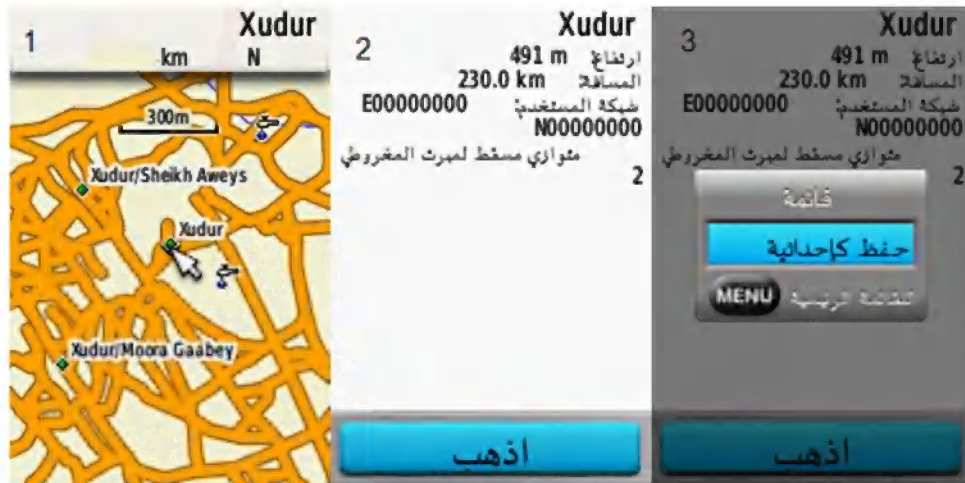 1
Xudur
km N
300m
Xudur/Sheikh Aweys
Xudur
Xudur/Moora Gaabey
2
Xudur
ارتفاع 491 m
المسافة: 230.0 km
شبكة المستخدم: E00000000
N00000000
متوازي مسقط لمبرت المخروطي
2
اذهب
3
Xudur
ارتفاع 491 m
المسافة: 230.0 km
شبكة المستخدم: E00000000
N00000000
متوازي مسقط لمبرت المخروطي
2
قائمة
حفظ كإحداثية
للقائمة الرئيسية MENU
اذهب